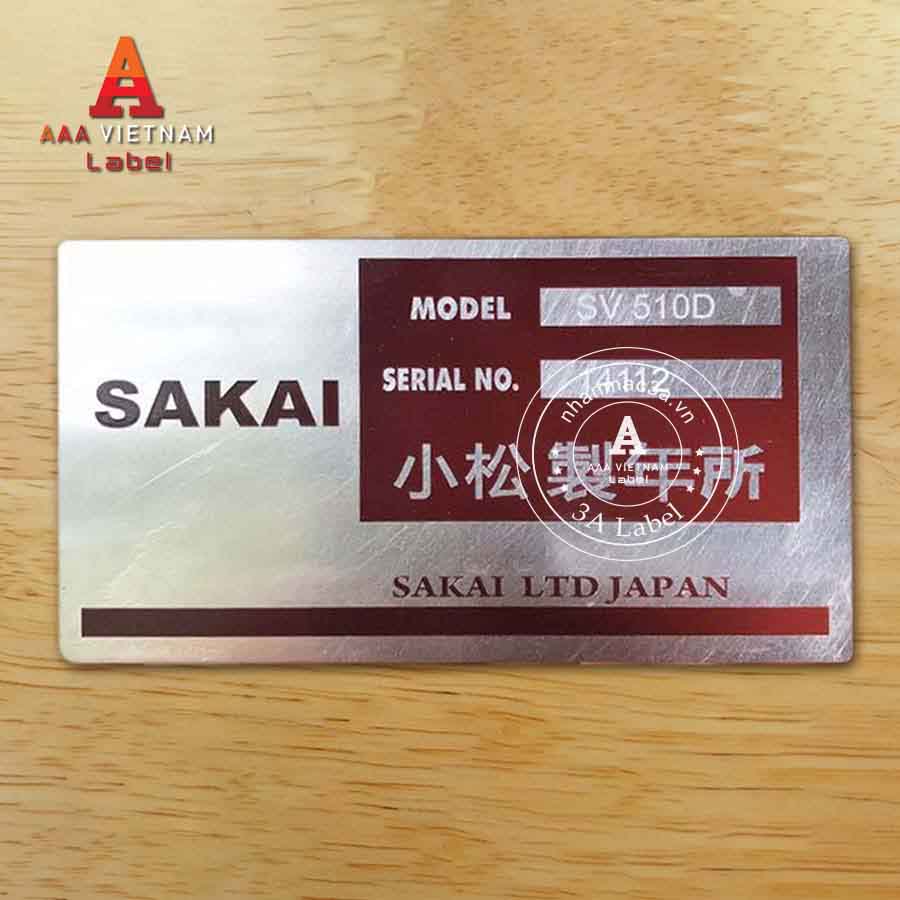 A
AAA VIETNAM
Label
MODEL SV 510D
SERIAL NO. 14112
SAKAI
小松製午所
nhanmac3a.vn
A
AAA VIETNAM
Label
3A Label
SAKAI LTD JAPAN